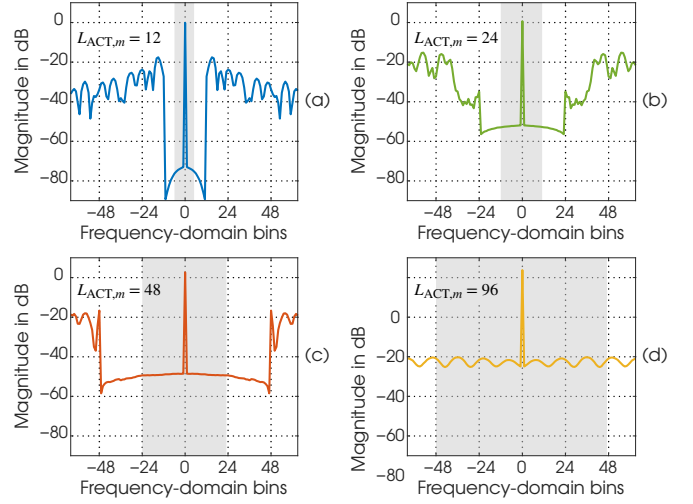 0
−20
−40
−60
−80
Magnitude in dB
L_ACT,m = 12
−48 −24 0 24 48
Frequency-domain bins
(a)
0
−20
−40
−60
−80
Magnitude in dB
L_ACT,m = 24
−48 −24 0 24 48
Frequency-domain bins
(b)
0
−20
−40
−60
−80
Magnitude in dB
L_ACT,m = 48
−48 −24 0 24 48
Frequency-domain bins
(c)
0
−20
−40
−60
−80
Magnitude in dB
L_ACT,m = 96
−48 −24 0 24 48
Frequency-domain bins
(d)